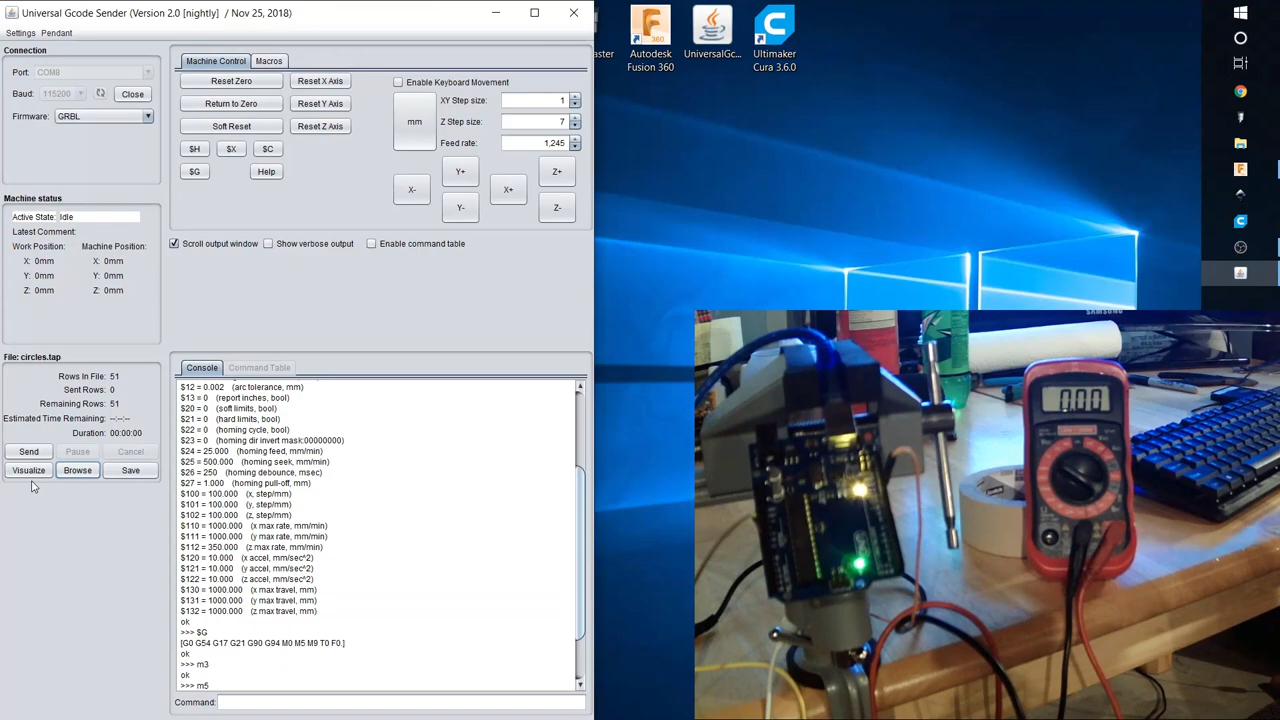 Universal Gcode Sender (Version 2.0 [nightly]  / Nov 25, 2018)
Settings Pendant
Connection
Port: COM8
Baud: 115200 Close
Firmware: GRBL
Machine status
Active State: Idle
Latest Comment:
Work Position: Machine Position:
X: 0mm X: 0mm
Y: 0mm Y: 0mm
Z: 0mm Z: 0mm
File: circles.tap
Rows In File: 51
Sent Rows: 0
Remaining Rows: 51
Estimated Time Remaining: --:--:--
Duration: 00:00:00
Send Pause Cancel
Visualize Browse Save
Machine Control Macros
Reset Zero Reset X Axis
Return to Zero Reset Y Axis
Soft Reset Reset Z Axis
$H $X $C
$G Help
Enable Keyboard Movement
mm
XY Step size: 1
Z Step size: 7
Feed rate: 1,245
Y+ Z+
X- X+
Y- Z-
Scroll output window Show verbose output Enable command table
Console Command Table
$12 = 0.002 (arc tolerance, mm)
$13 = 0 (report inches, bool)
$20 = 0 (soft limits, bool)
$21 = 0 (hard limits, bool)
$22 = 0 (homing cycle, bool)
$23 = 0 (homing dir invert mask:00000000)
$24 = 25.000 (homing feed, mm/min)
$25 = 500.000 (homing seek, mm/min)
$26 = 250 (homing debounce, msec)
$27 = 1.000 (homing pull-off, mm)
$100 = 100.000 (x, step/mm)
$101 = 100.000 (y, step/mm)
$102 = 100.000 (z, step/mm)
$110 = 1000.000 (x max rate, mm/min)
$111 = 1000.000 (y max rate, mm/min)
$112 = 350.000 (z max rate, mm/min)
$120 = 10.000 (x accel, mm/sec^2)
$121 = 10.000 (y accel, mm/sec^2)
$122 = 10.000 (z accel, mm/sec^2)
$130 = 1000.000 (x max travel, mm)
$131 = 1000.000 (y max travel, mm)
$132 = 1000.000 (z max travel, mm)
ok
>>> $G
[G0 G54 G17 G21 G90 G94 M0 M5 M9 T0 F0.]
ok
>>> m3
ok
>>> m5
Command:
aster
Autodesk
Fusion 360
UniversalGc...
Ultimaker
Cura 3.6.0
SAMSUNG
000